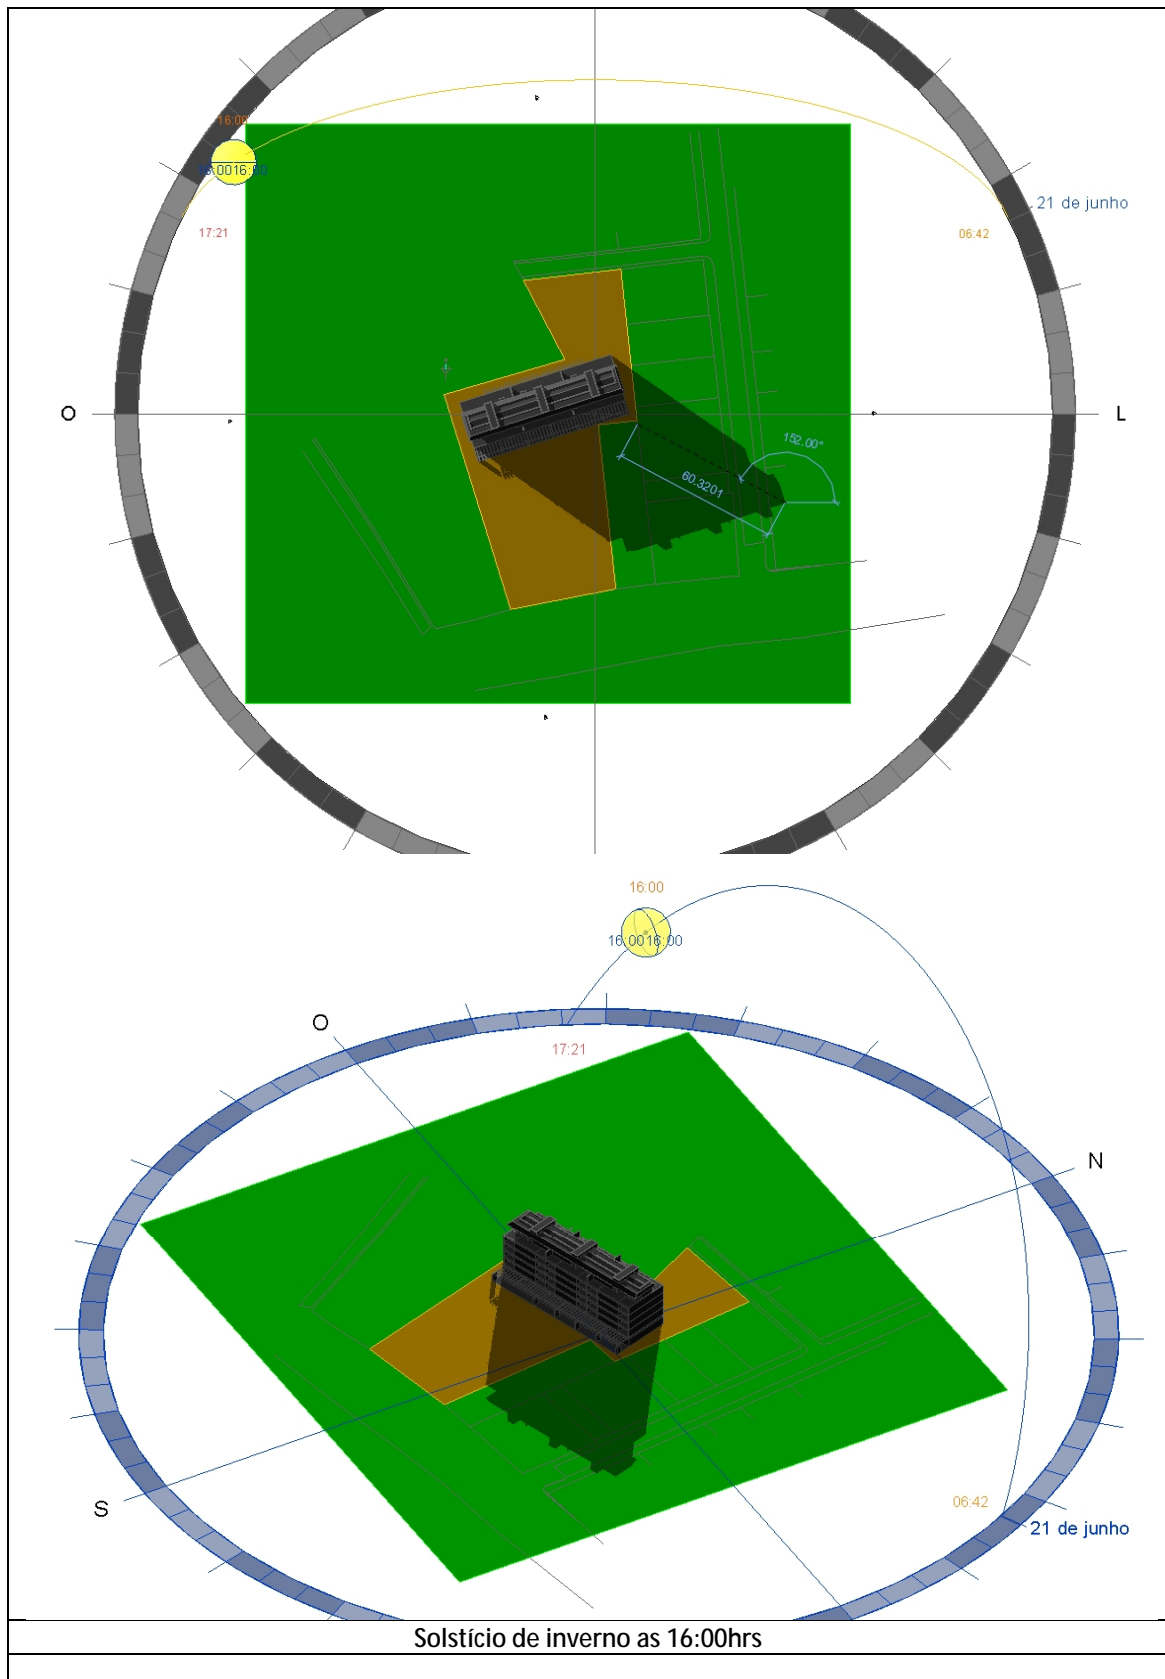 16:00
16:0016:00
21 de junho
17:21
06:42
O
L
152.00°
60.3201
16:00
16:0016:00
O
17:21
N
S
06:42
21 de junho
Solstício de inverno as 16:00hrs